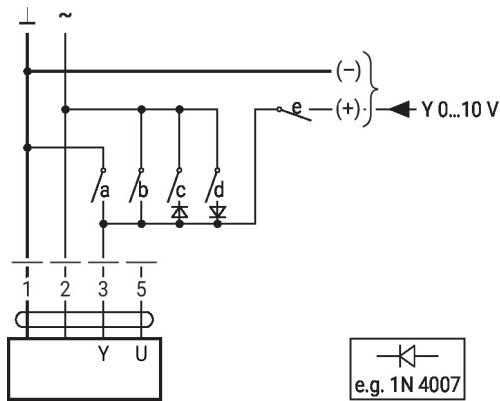 ⊥ ~
(–)
e (+) Y 0...10 V
a b c d
1 2 3 5
Y U
e.g. 1N 4007